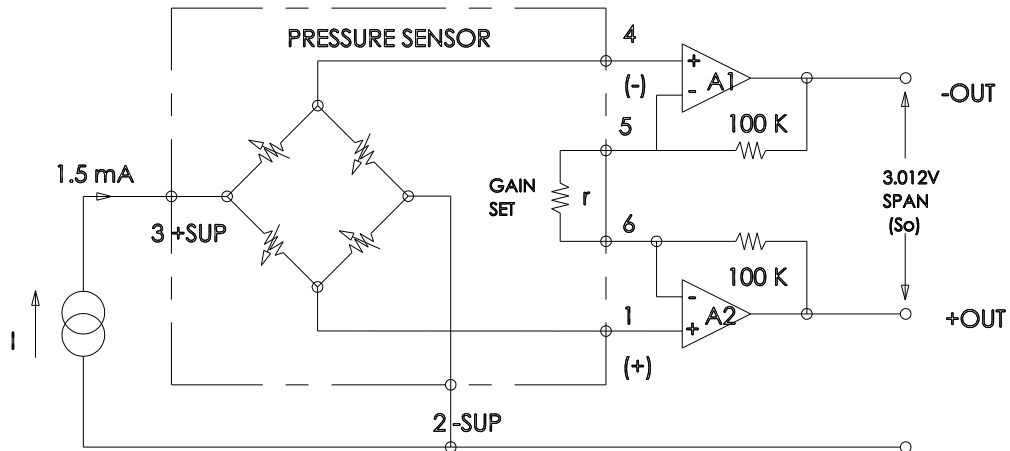 PRESSURE SENSOR
4
(-)
+
A1
-
-OUT
5
100 K
1.5 mA
GAIN
SET
r
3.012V
SPAN
(So)
3 +SUP
6
100 K
-
A2
+
+OUT
1
(+)
I
2 -SUP